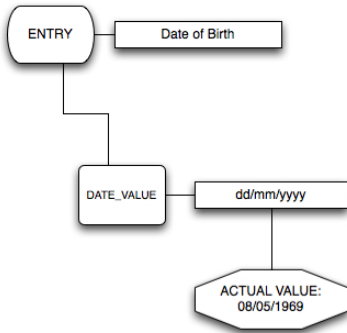 ENTRY
Date of Birth
DATE_VALUE
dd/mm/yyyy
ACTUAL VALUE:
08/05/1969